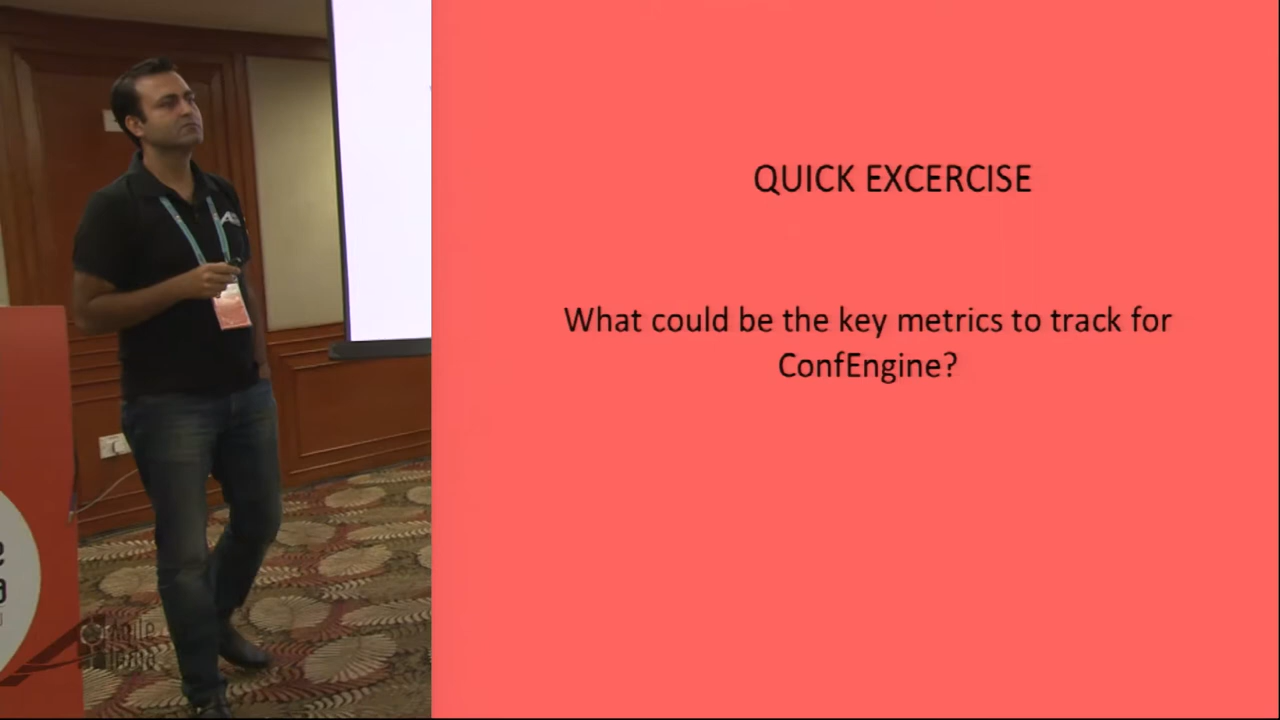 QUICK EXCERCISE
What could be the key metrics to track for
ConfEngine?